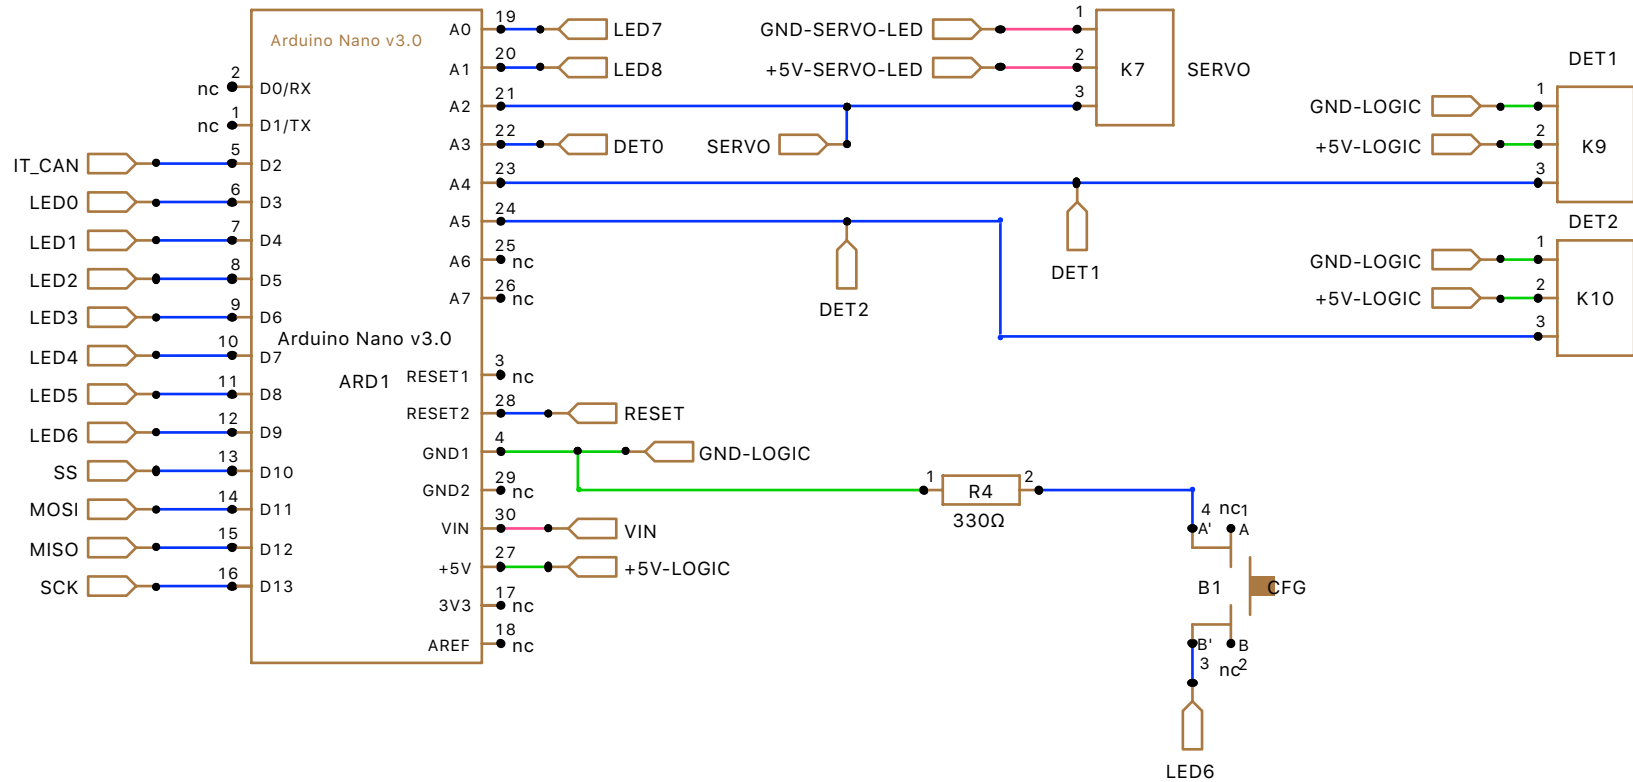 Arduino Nano v3.0
2
nc
D0/RX
1
nc
D1/TX
IT_CAN
5
D2
LED0
6
D3
LED1
7
D4
LED2
8
D5
LED3
9
D6
LED4
10
D7
LED5
11
D8
LED6
12
D9
SS
13
D10
MOSI
14
D11
MISO
15
D12
SCK
16
D13
Arduino Nano v3.0
ARD1
A0
19
LED7
A1
20
LED8
A2
21
A3
22
DET0
A4
23
A5
24
A6
25
nc
A7
26
nc
RESET1
3
nc
RESET2
28
RESET
GND1
4
GND-LOGIC
GND2
29
nc
VIN
30
VIN
+5V
27
+5V-LOGIC
3V3
17
nc
AREF
18
nc
GND-SERVO-LED
1
+5V-SERVO-LED
2
3
K7
SERVO
SERVO
DET1
DET2
DET1
GND-LOGIC
1
+5V-LOGIC
2
3
K9
DET2
GND-LOGIC
1
+5V-LOGIC
2
3
K10
1
R4
2
330Ω
4
nc
1
A'
A
B1
CFG
B'
B
3
nc
2
LED6